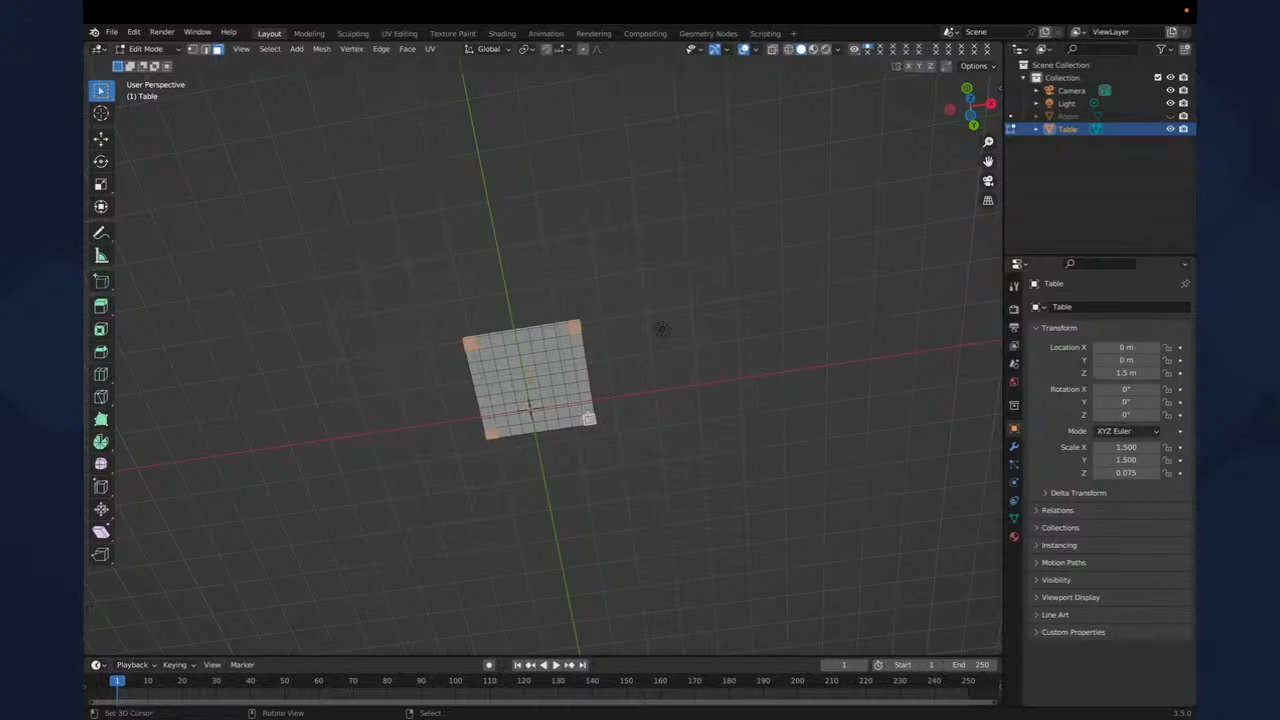 File Edit Render Window Help Layout Modeling Sculpting UV Editing Texture Paint Shading Animation Rendering Compositing Geometry Nodes Scripting Scene ViewLayer
Edit Mode View Select Add Mesh Vertex Edge Face UV Global
Options
User Perspective
(1) Table
X
Y
Z
Scene Collection
Collection
Camera
Light
Room
Table
Table
Table
Transform
Location X 0 m
Y 0 m
Z 1.5 m
Rotation X 0°
Y 0°
Z 0°
Mode XYZ Euler
Scale X 1.500
Y 1.500
Z 0.075
Delta Transform
Relations
Collections
Instancing
Motion Paths
Visibility
Viewport Display
Line Art
Custom Properties
Playback Keying View Marker 1 Start 1 End 250
1 10 20 30 40 50 60 70 80 90 100 110 120 130 140 150 160 170 180 190 200 210 220 230 240 250
Set 3D Cursor Rotate View Select 3.5.0